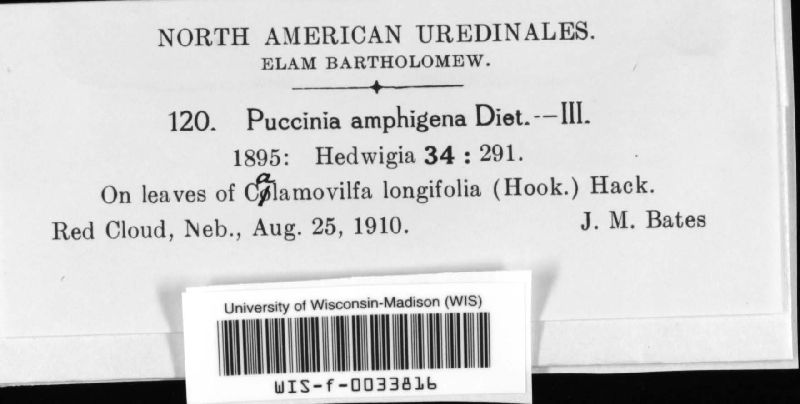 NORTH AMERICAN UREDINALES.
ELAM BARTHOLOMEW.
120. Puccinia amphigena Diet.--III.
1895: Hedwigia 34 : 291.
On leaves of Calamovilfa longifolia (Hook.) Hack.
Red Cloud, Neb., Aug. 25, 1910. J. M. Bates
University of Wisconsin-Madison (WIS)
WIS-f-0033816